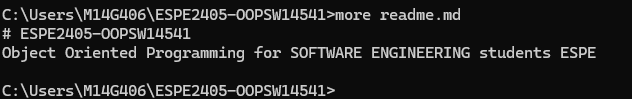 C:\Users\M14G406\ESPE2405-OOPSW14541>more readme.md
# ESPE2405-OOPSW14541
Object Oriented Programming for SOFTWARE ENGINEERING students ESPE
C:\Users\M14G406\ESPE2405-OOPSW14541>